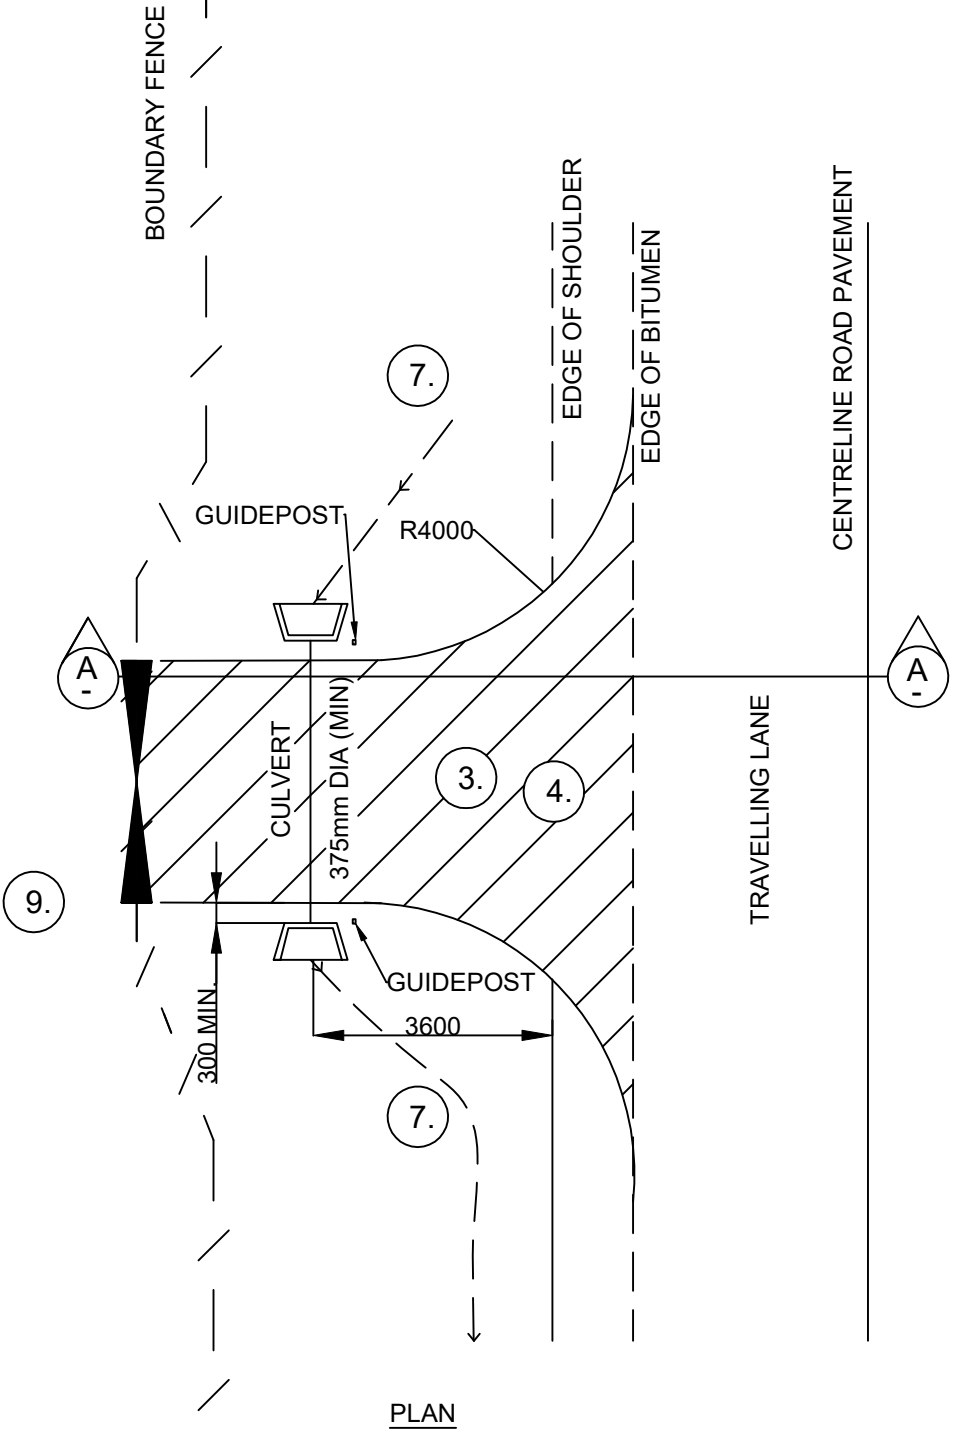 BOUNDARY FENCE
EDGE OF SHOULDER
EDGE OF BITUMEN
CENTRELINE ROAD PAVEMENT
7.
GUIDEPOST
R4000
A
-
A
-
CULVERT
375mm DIA (MIN)
3.
4.
TRAVELLING LANE
9.
GUIDEPOST
300 MIN.
3600
7.
PLAN